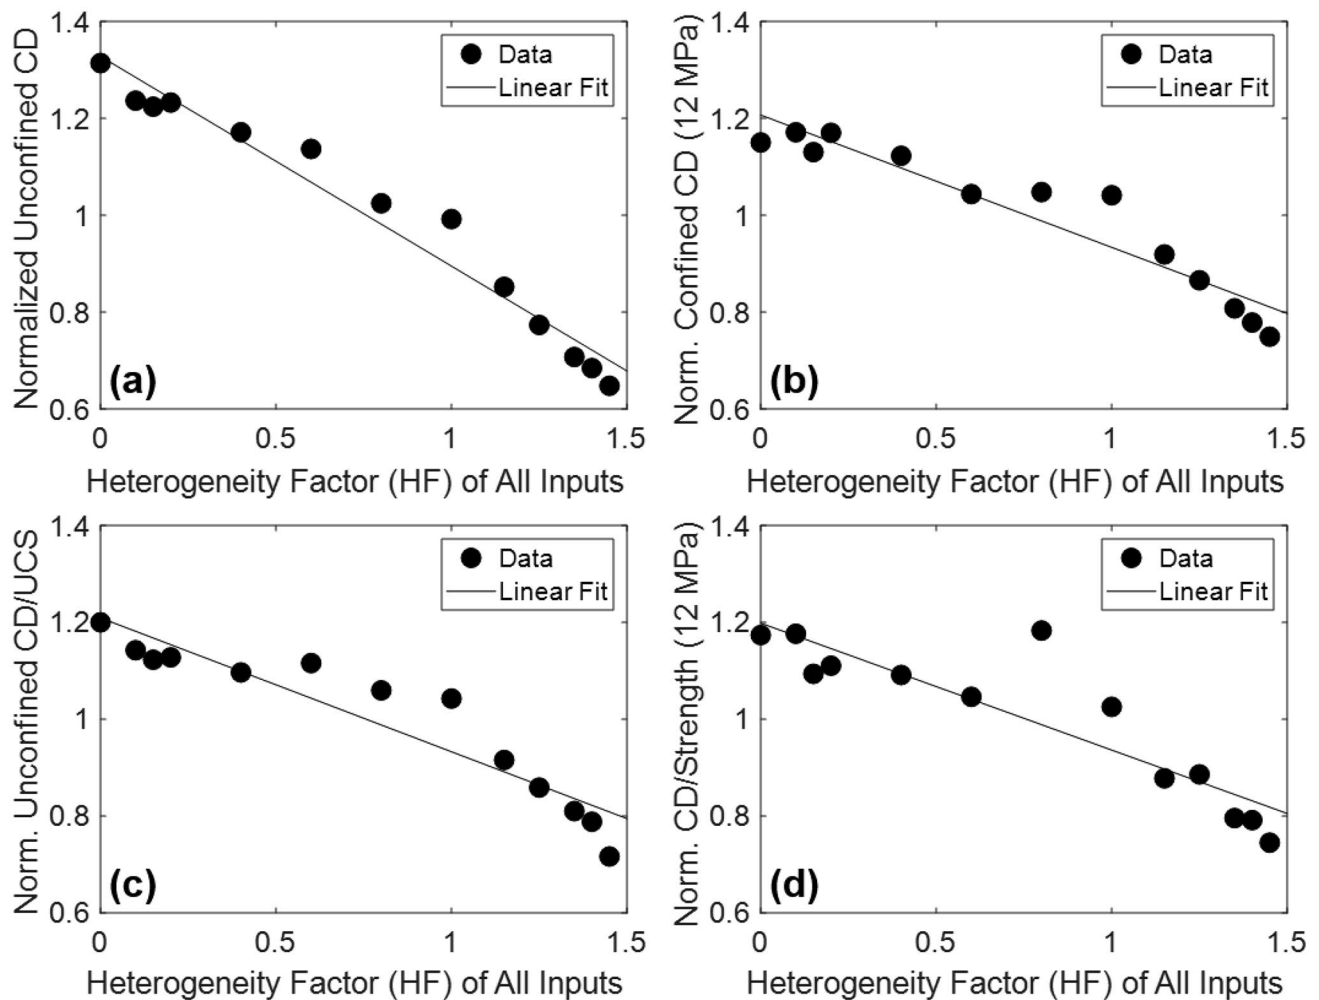 Normalized Unconfined CD
1.4
1.2
1
0.8
0.6
Data
Linear Fit
(a)
0
0.5
1
1.5
Heterogeneity Factor (HF) of All Inputs
Norm. Confined CD (12 MPa)
1.4
1.2
1
0.8
0.6
Data
Linear Fit
(b)
0
0.5
1
1.5
Heterogeneity Factor (HF) of All Inputs
Norm. Unconfined CD/UCS
1.4
1.2
1
0.8
0.6
Data
Linear Fit
(c)
0
0.5
1
1.5
Heterogeneity Factor (HF) of All Inputs
Norm. CD/Strength (12 MPa)
1.4
1.2
1
0.8
0.6
Data
Linear Fit
(d)
0
0.5
1
1.5
Heterogeneity Factor (HF) of All Inputs